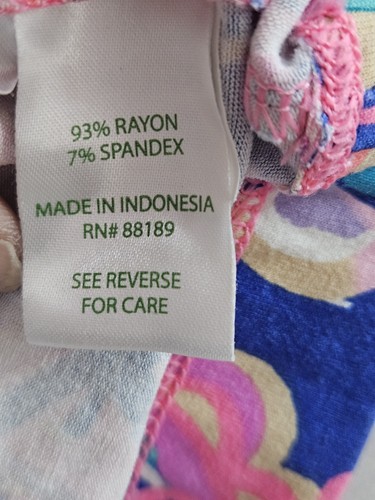 93% RAYON
7% SPANDEX
MADE IN INDONESIA
RN# 88189
SEE REVERSE
FOR CARE